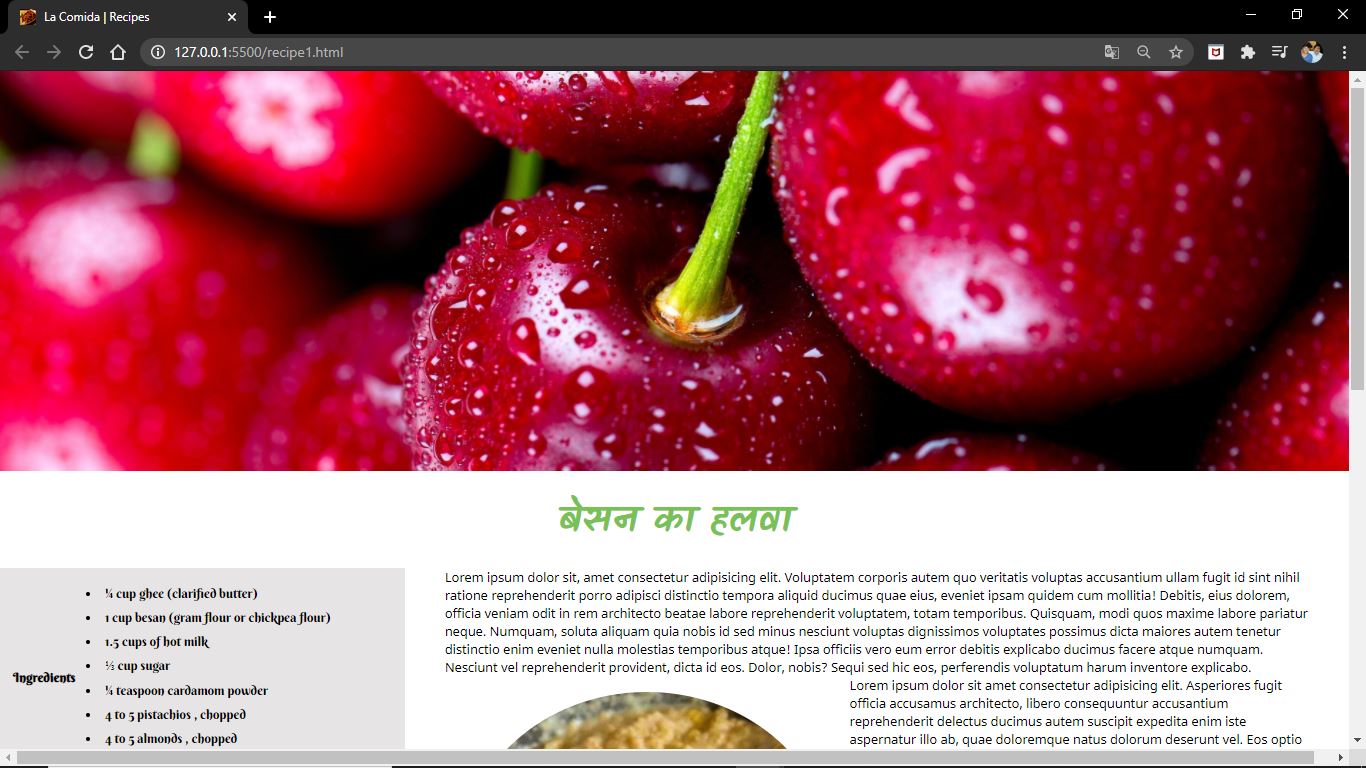 La Comida | Recipes
127.0.0.1:5500/recipe1.html
बेसन का हलवा
Ingredients
¼ cup ghee (clarified butter)
1 cup besan (gram flour or chickpea flour)
1.5 cups of hot milk
⅓ cup sugar
¼ teaspoon cardamom powder
4 to 5 pistachios , chopped
4 to 5 almonds , chopped
Lorem ipsum dolor sit, amet consectetur adipisicing elit. Voluptatem corporis autem quo veritatis voluptas accusantium ullam fugit id sint nihil
ratione reprehenderit porro adipisci distinctio tempora aliquid ducimus quae eius, eveniet ipsam quidem cum mollitia! Debitis, eius dolorem,
officia veniam odit in rem architecto beatae labore reprehenderit voluptatem, totam temporibus. Quisquam, modi quos maxime labore pariatur
neque. Numquam, soluta aliquam quia nobis id sed minus nesciunt voluptas dignissimos voluptates possimus dicta maiores autem tenetur
distinctio enim eveniet nulla molestias temporibus atque! Ipsa officiis vero eum error debitis explicabo ducimus facere atque numquam.
Nesciunt vel reprehenderit provident, dicta id eos. Dolor, nobis? Sequi sed hic eos, perferendis voluptatum harum inventore explicabo.
Lorem ipsum dolor sit amet consectetur adipisicing elit. Asperiores fugit
officia accusamus architecto, libero consequuntur accusantium
reprehenderit delectus ducimus autem suscipit expedita enim iste
aspernatur illo ab, quae doloremque natus dolorum deserunt vel. Eos optio